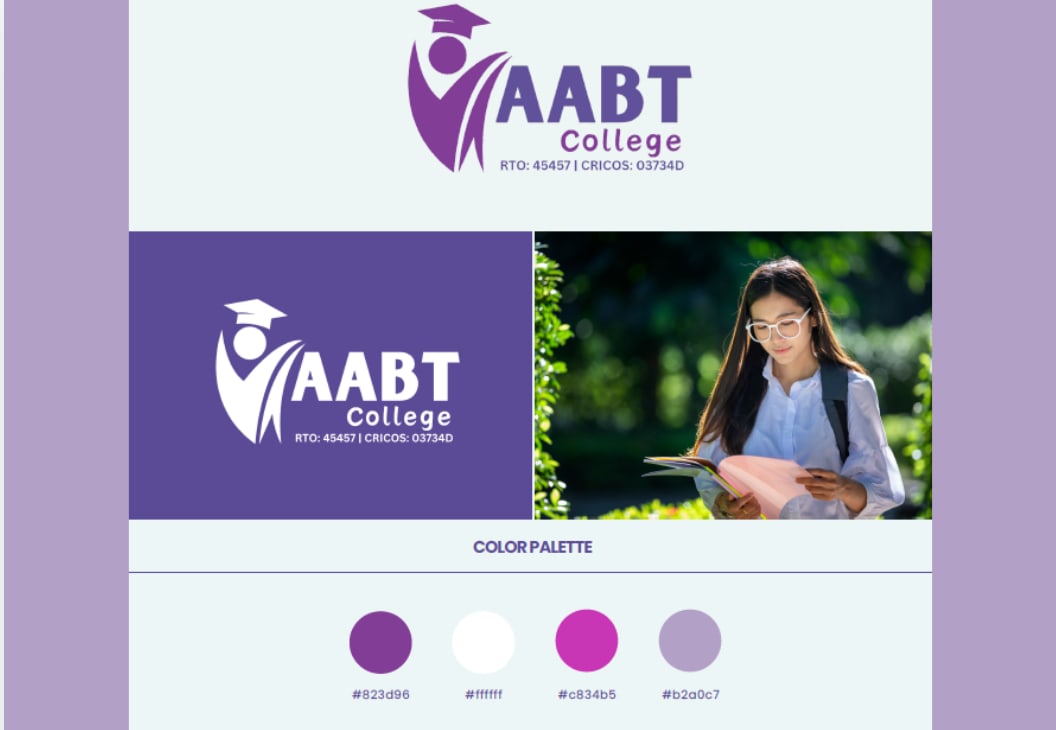 AABT
College
RTO: 45457 | CRICOS: 03734D
AABT
College
RTO: 45457 | CRICOS: 03734D
COLOR PALETTE
#823d96 #ffffff #c834b5 #b2a0c7